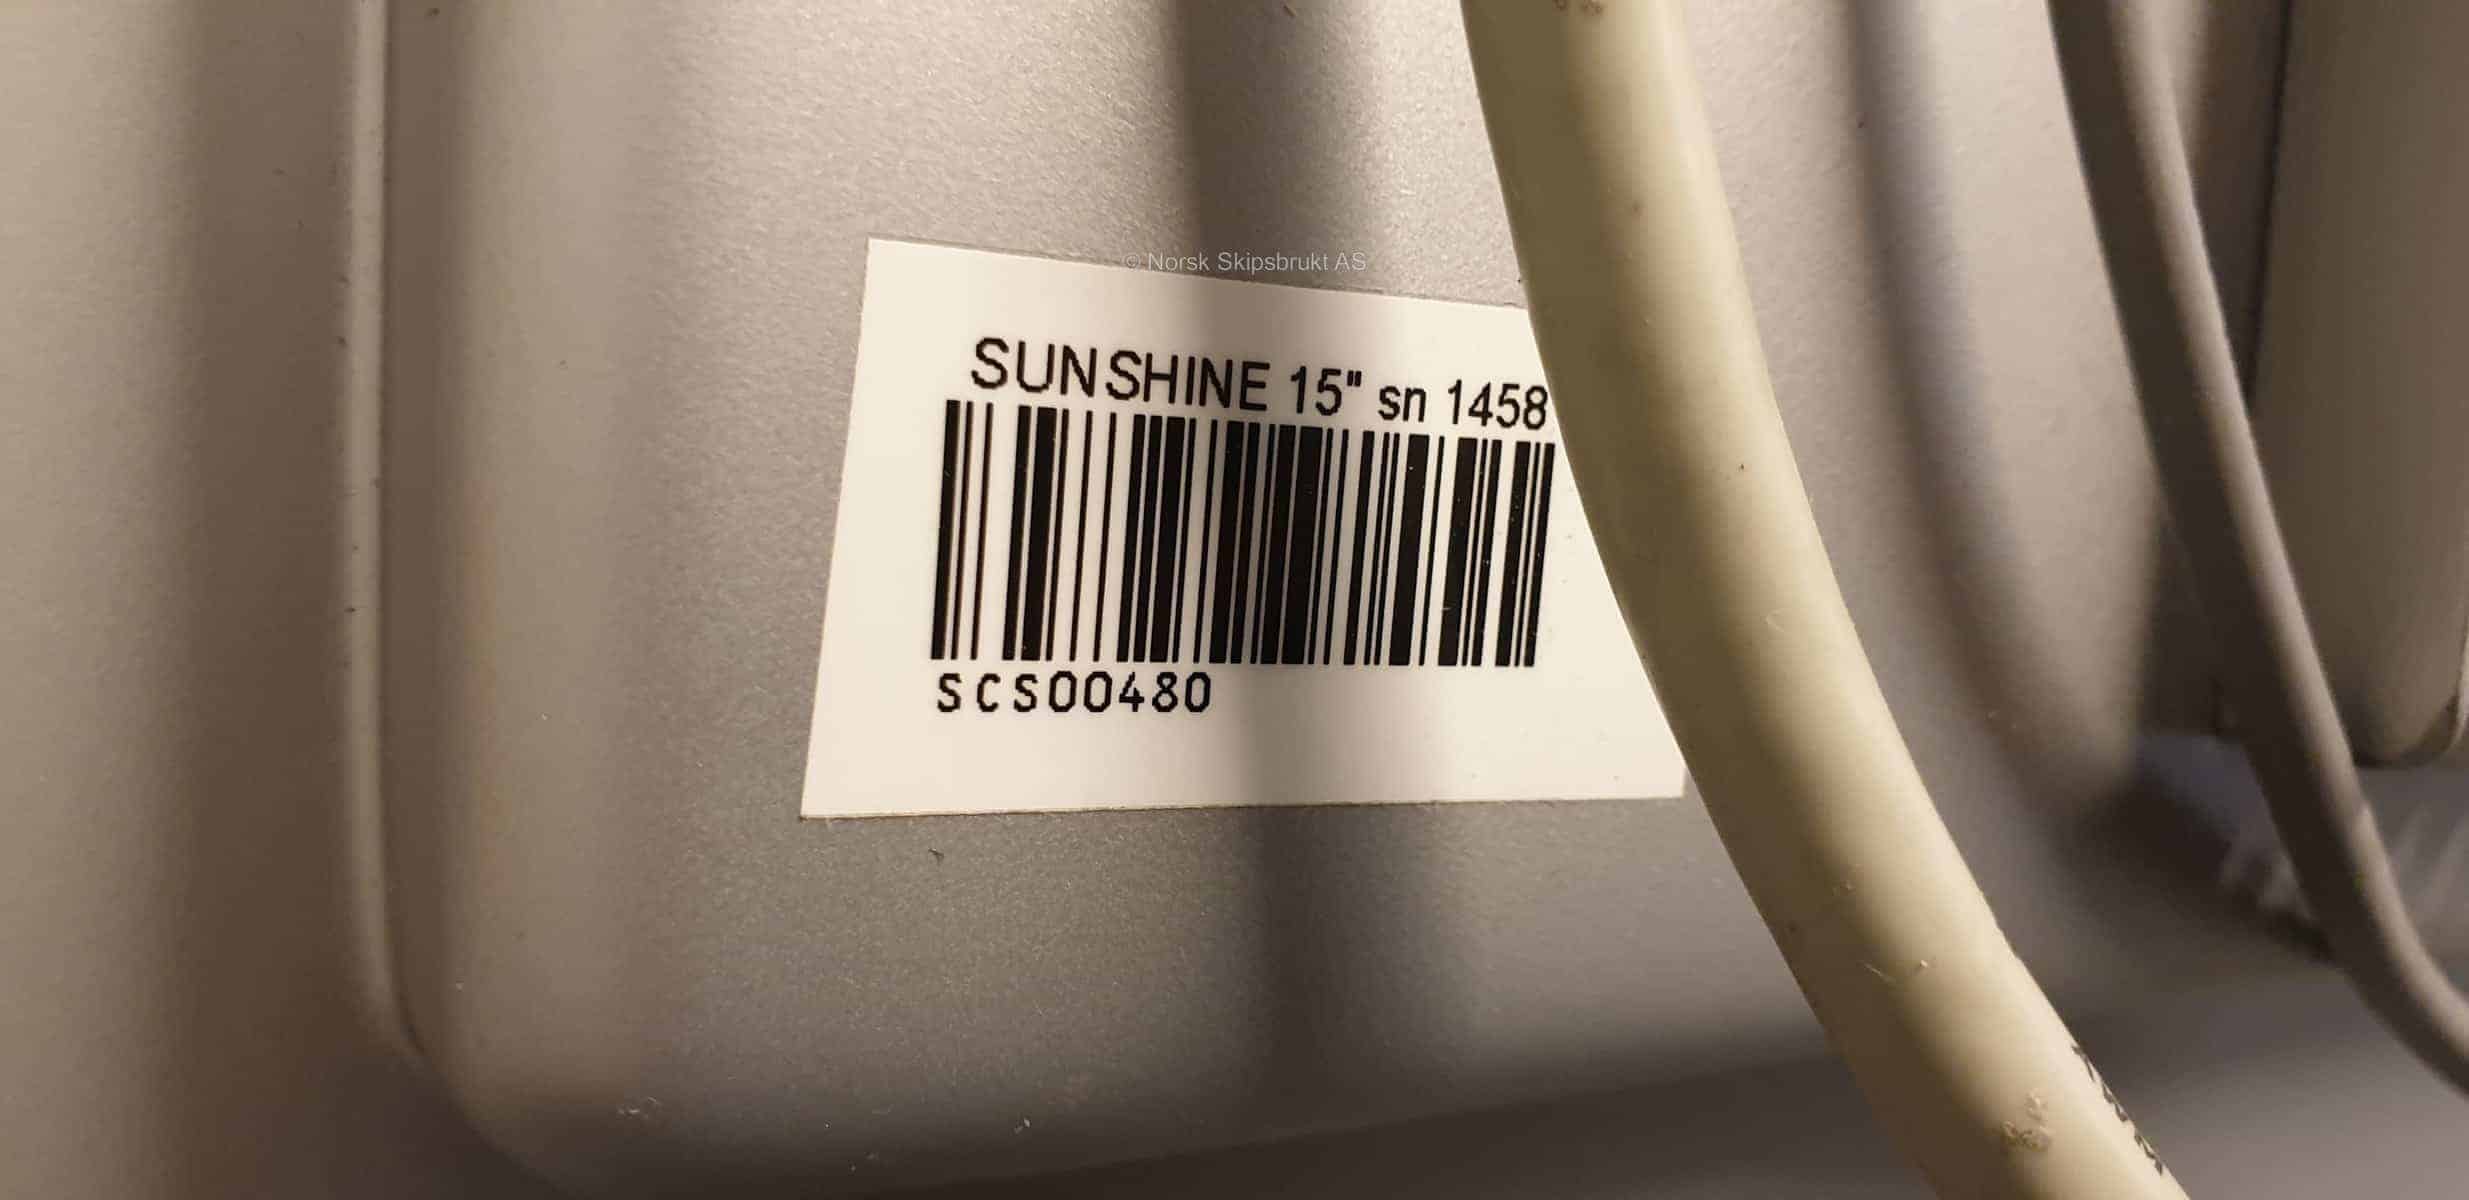 © Norsk Skipsbrukt AS
SUNSHINE 15" sn 1458
SCS00480